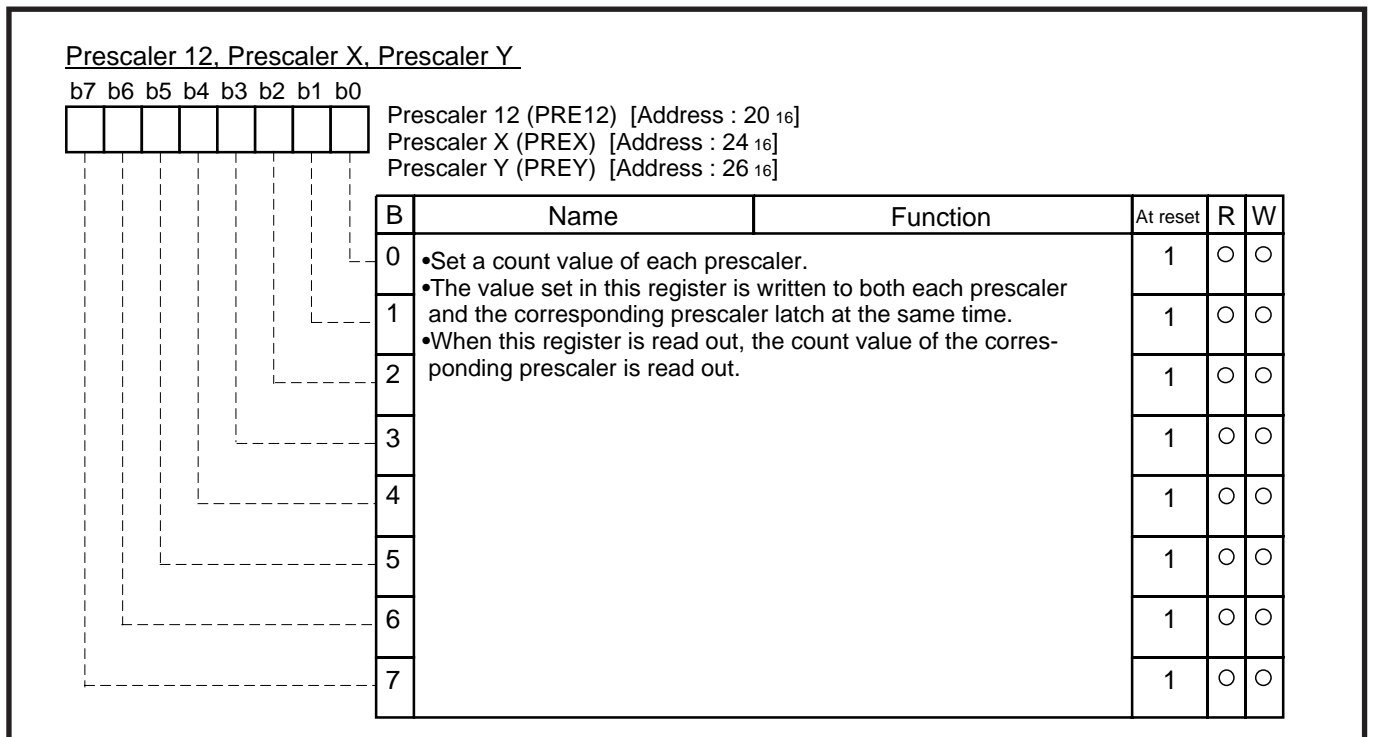 Prescaler 12, Prescaler X, Prescaler Y
b7 b6 b5 b4 b3 b2 b1 b0
Prescaler 12 (PRE12) [Address : 20 16]
Prescaler X (PREX) [Address : 24 16]
Prescaler Y (PREY) [Address : 26 16]
B Name Function At reset R W
0 •Set a count value of each prescaler. 1 ○ ○
•The value set in this register is written to both each prescaler
1 and the corresponding prescaler latch at the same time. 1 ○ ○
•When this register is read out, the count value of the corres-
2 ponding prescaler is read out. 1 ○ ○
3 1 ○ ○
4 1 ○ ○
5 1 ○ ○
6 1 ○ ○
7 1 ○ ○